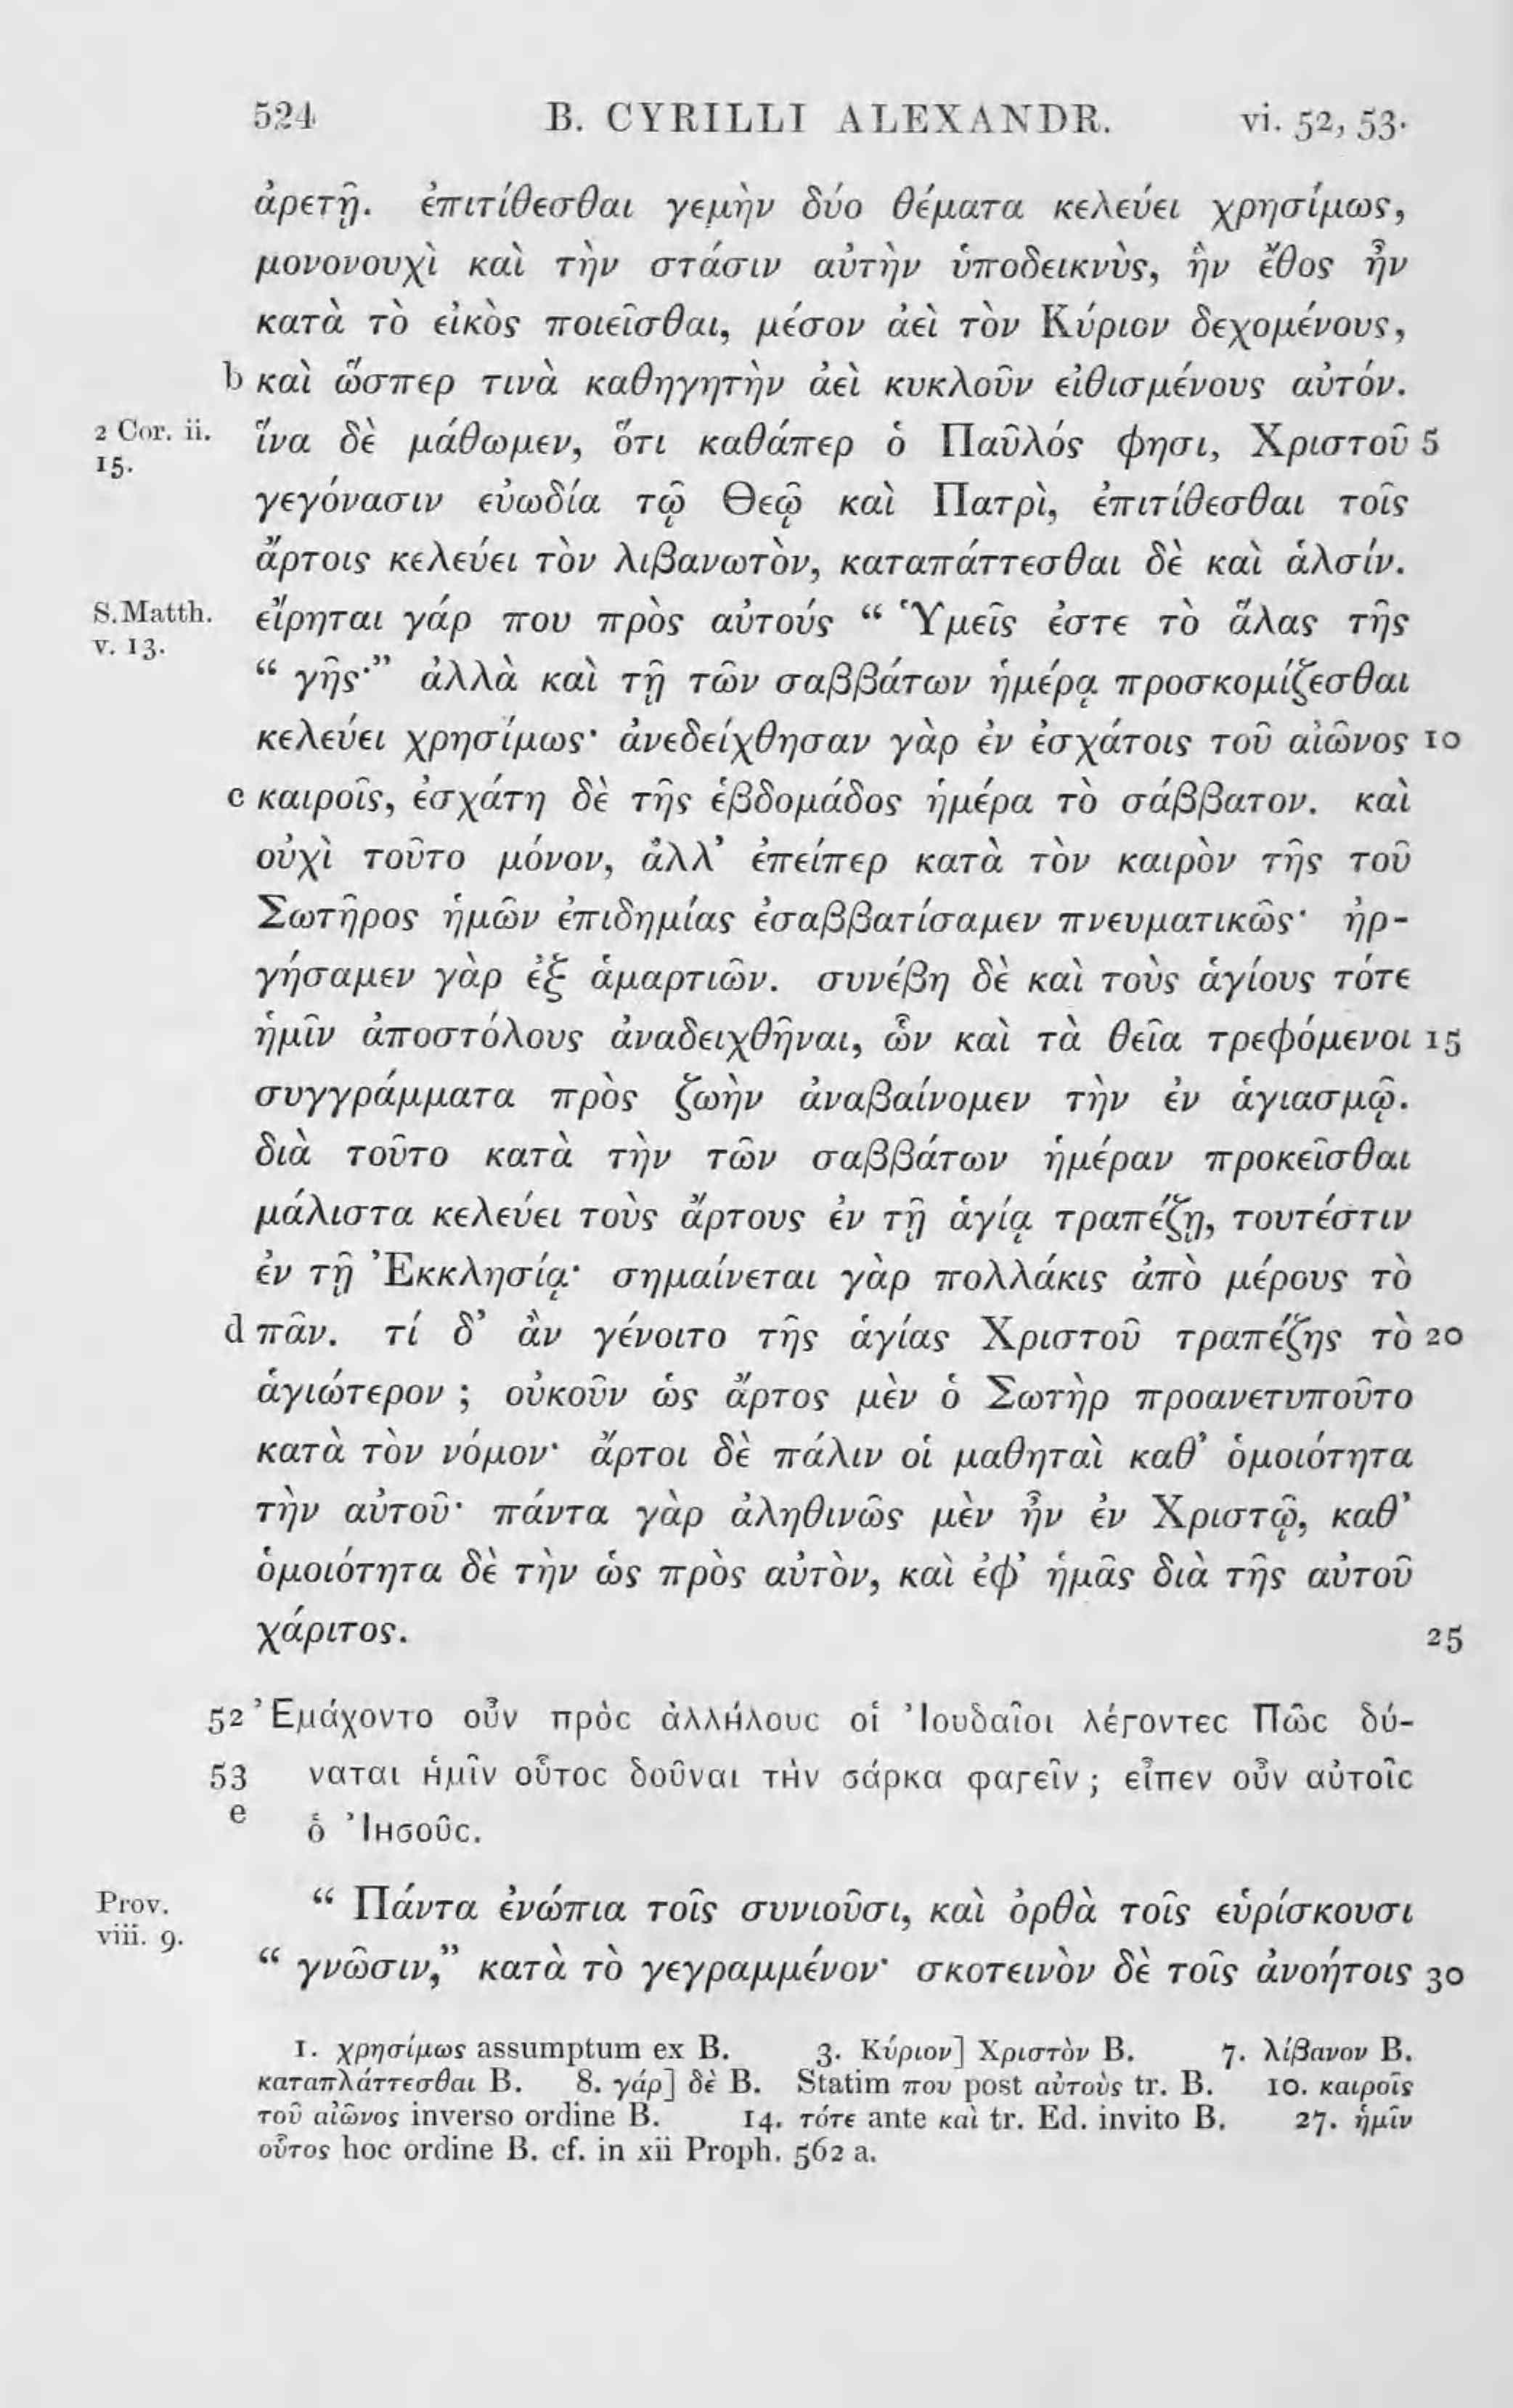 524 B. CYRILLI ALEXANDR. vi. 52, 53.
ἀρετῇ. ἐπιτίθεσθαι γεμὴν δύο θέματα κελεύει χρησίμως,
μονονουχὶ καὶ τὴν στάσιν αὐτὴν ὑποδεικνὺς, ἣν ἔθος ἦν
κατὰ τὸ εἰκὸς ποιεῖσθαι, μέσον ἀεὶ τὸν Κύριον δεχομένους,
b καὶ ὥσπερ τινὰ καθηγητὴν ἀεὶ κυκλοῦν εἰθισμένους αὐτόν.
2 Cor. ii. 15. ἵνα δὲ μάθωμεν, ὅτι καθάπερ ὁ Παῦλός φησι, Χριστοῦ 5
γεγόνασιν εὐωδία τῷ Θεῷ καὶ Πατρὶ, ἐπιτίθεσθαι τοῖς
ἄρτοις κελεύει τὸν λιβανωτὸν, καταπάττεσθαι δὲ καὶ ἁλσίν.
S. Matth. v. 13. εἴρηται γάρ που πρὸς αὐτούς “ Ὑμεῖς ἐστε τὸ ἅλας τῆς
“ γῆς·” ἀλλὰ καὶ τῇ τῶν σαββάτων ἡμέρᾳ προσκομίζεσθαι
κελεύει χρησίμως· ἀνεδείχθησαν γὰρ ἐν ἐσχάτοις τοῦ αἰῶνος 10
c καιροῖς, ἐσχάτη δὲ τῆς ἑβδομάδος ἡμέρα τὸ σάββατον. καὶ
οὐχὶ τοῦτο μόνον, ἀλλ’ ἐπείπερ κατὰ τὸν καιρὸν τῆς τοῦ
Σωτῆρος ἡμῶν ἐπιδημίας ἐσαββατίσαμεν πνευματικῶς· ἠρ-
γήσαμεν γὰρ ἐξ ἁμαρτιῶν. συνέβη δὲ καὶ τοὺς ἁγίους τότε
ἡμῖν ἀποστόλους ἀναδειχθῆναι, ὧν καὶ τὰ θεῖα τρεφόμενοι 15
συγγράμματα πρὸς ζωὴν ἀναβαίνομεν τὴν ἐν ἁγιασμῷ.
διὰ τοῦτο κατὰ τὴν τῶν σαββάτων ἡμέραν προκεῖσθαι
μάλιστα κελεύει τοὺς ἄρτους ἐν τῇ ἁγίᾳ τραπέζῃ, τουτέστιν
ἐν τῇ Ἐκκλησίᾳ· σημαίνεται γὰρ πολλάκις ἀπὸ μέρους τὸ
d πᾶν. τί δ’ ἂν γένοιτο τῆς ἁγίας Χριστοῦ τραπέζης τὸ 20
ἁγιώτερον ; οὐκοῦν ὡς ἄρτος μὲν ὁ Σωτὴρ προανετυποῦτο
κατὰ τὸν νόμον· ἄρτοι δὲ πάλιν οἱ μαθηταὶ καθ’ ὁμοιότητα
τὴν αὐτοῦ· πάντα γὰρ ἀληθινῶς μὲν ἦν ἐν Χριστῷ, καθ’
ὁμοιότητα δὲ τὴν ὡς πρὸς αὐτὸν, καὶ ἐφ’ ἡμᾶς διὰ τῆς αὐτοῦ
χάριτος. 25
52 Ἐμάχοντο οὖν πρὸς ἀλλήλους οἱ Ἰουδαῖοι λέγοντες Πῶς δύ-
53 ναται ἡμῖν οὗτος δοῦναι τὴν σάρκα φαγεῖν ; εἶπεν οὖν αὐτοῖς
e ὁ Ἰησοῦς.
Prov. viii. 9. “ Πάντα ἐνώπια τοῖς συνιοῦσι, καὶ ὀρθὰ τοῖς εὑρίσκουσι
“ γνῶσιν,” κατὰ τὸ γεγραμμένον· σκοτεινὸν δὲ τοῖς ἀνοήτοις 30
1. χρησίμως assumptum ex B. 3. Κύριον] Χριστὸν B. 7. λίβανον B.
καταπλάττεσθαι B. 8. γάρ] δὲ B. Statim που post αὐτοὺς tr. B. 10. καιροῖς
τοῦ αἰῶνος inverso ordine B. 14. τότε ante καὶ tr. Ed. invito B. 27. ἡμῖν
οὗτος hoc ordine B. cf. in xii Proph. 562 a.